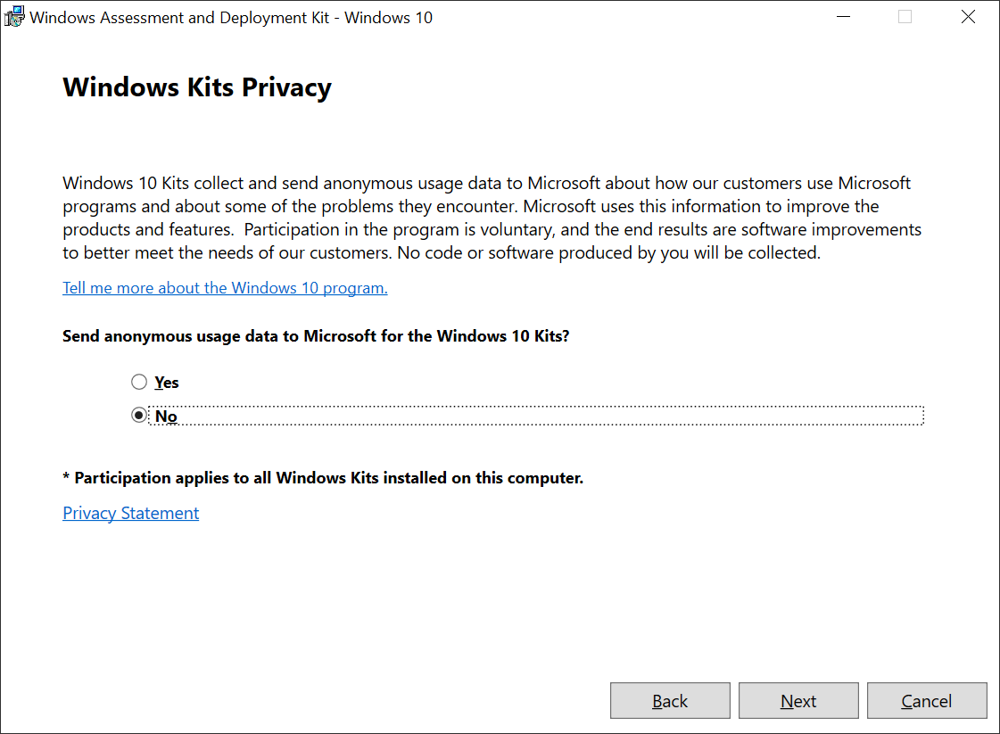 Windows Assessment and Deployment Kit - Windows 10
Windows Kits Privacy
Windows 10 Kits collect and send anonymous usage data to Microsoft about how our customers use Microsoft
programs and about some of the problems they encounter. Microsoft uses this information to improve the
products and features.  Participation in the program is voluntary, and the end results are software improvements
to better meet the needs of our customers. No code or software produced by you will be collected.
Tell me more about the Windows 10 program.
Send anonymous usage data to Microsoft for the Windows 10 Kits?
Yes
No
* Participation applies to all Windows Kits installed on this computer.
Privacy Statement
Back Next Cancel